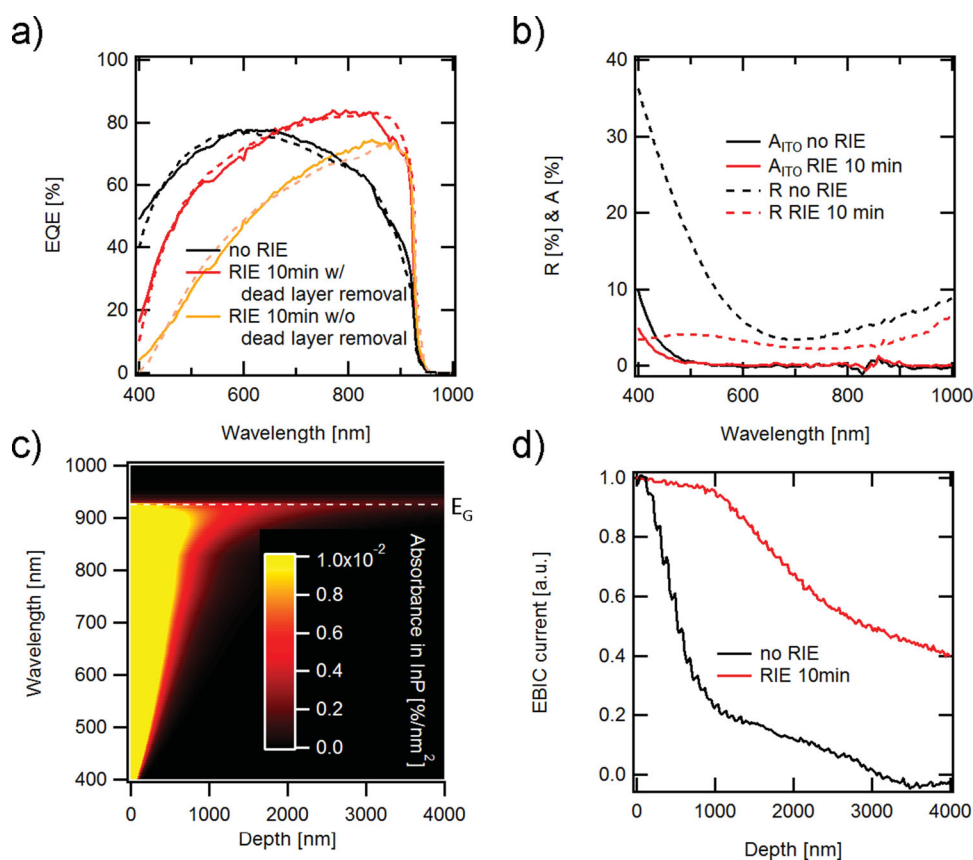 a)
100
80
60
40
20
0
EQE [%]
no RIE
RIE 10min w/
dead layer removal
RIE 10min w/o
dead layer removal
400
600
800
1000
Wavelength [nm]
b)
40
30
20
10
0
R [%] & A [%]
A_ITO no RIE
A_ITO RIE 10 min
R no RIE
R RIE 10 min
400
600
800
1000
Wavelength [nm]
c)
1000
900
800
700
600
500
400
Wavelength [nm]
E_G
1.0x10^-2
0.8
0.6
0.4
0.2
0.0
Absorbance in InP [%/nm^2]
0
1000
2000
3000
4000
Depth [nm]
d)
1.0
0.8
0.6
0.4
0.2
0.0
EBIC current [a.u.]
no RIE
RIE 10min
0
1000
2000
3000
4000
Depth [nm]